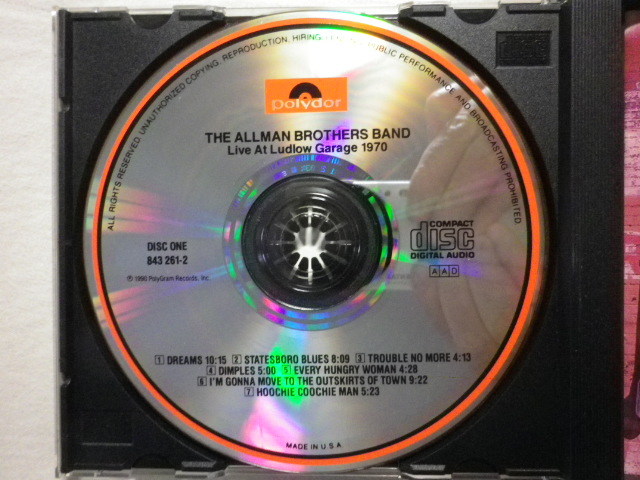 ALL RIGHTS RESERVED. UNAUTHORIZED COPYING, REPRODUCTION, HIRING, PUBLIC PERFORMANCE AND BROADCASTING PROHIBITED
polydor
THE ALLMAN BROTHERS BAND
Live At Ludlow Garage 1970
DISC ONE
843 261-2
℗ 1990 PolyGram Records, Inc.
COMPACT
disc
DIGITAL AUDIO
AAD
1 DREAMS 10:15 2 STATESBORO BLUES 8:09 3 TROUBLE NO MORE 4:13
4 DIMPLES 5:00 5 EVERY HUNGRY WOMAN 4:28
6 I'M GONNA MOVE TO THE OUTSKIRTS OF TOWN 9:22
7 HOOCHIE COOCHIE MAN 5:23
MADE IN U.S.A.